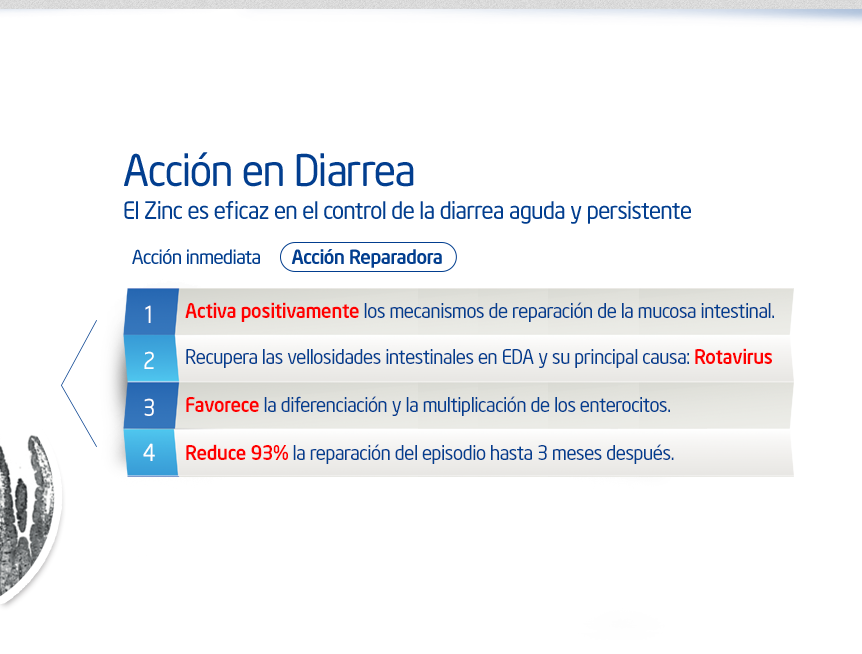 Acción en Diarrea
El Zinc es eficaz en el control de la diarrea aguda y persistente
Acción inmediata Acción Reparadora
1 Activa positivamente los mecanismos de reparación de la mucosa intestinal.
2 Recupera las vellosidades intestinales en EDA y su principal causa: Rotavirus
3 Favorece la diferenciación y la multiplicación de los enterocitos.
4 Reduce 93% la reparación del episodio hasta 3 meses después.